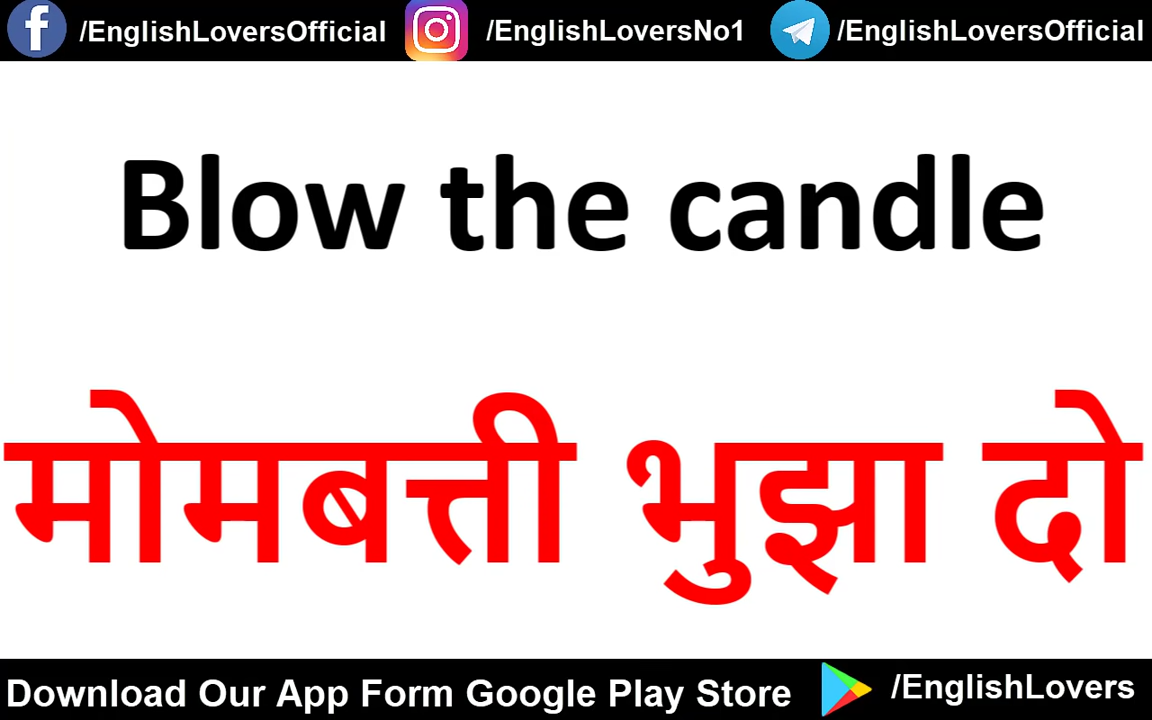 /EnglishLoversOfficial /EnglishLoversNo1 /EnglishLoversOfficial
Blow the candle
मोमबत्ती भुझा दो
Download Our App Form Google Play Store /EnglishLovers